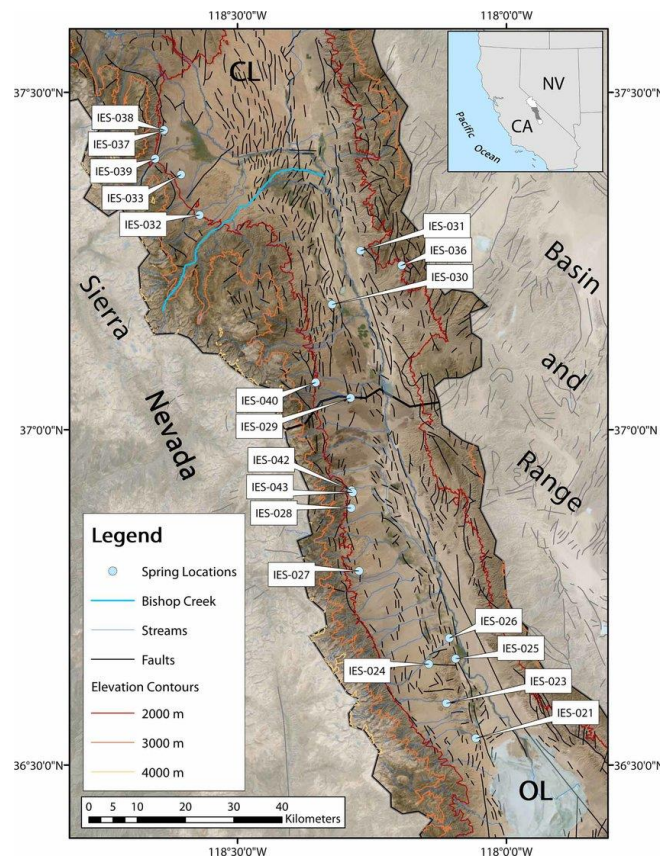 118°30'0"W
118°0'0"W
CL
NV
CA
Pacific
Ocean
37°30'0"N
37°30'0"N
IES-038
IES-037
IES-039
IES-033
IES-032
IES-031
IES-036
IES-030
Basin
and
Range
Sierra
Nevada
IES-040
IES-029
37°0'0"N
37°0'0"N
IES-042
IES-043
IES-028
IES-027
IES-026
IES-025
IES-024
IES-023
IES-021
Legend
Spring Locations
Bishop Creek
Streams
Faults
Elevation Contours
2000 m
3000 m
4000 m
36°30'0"N
36°30'0"N
OL
0 5 10 20 30 40
Kilometers
118°30'0"W
118°0'0"W